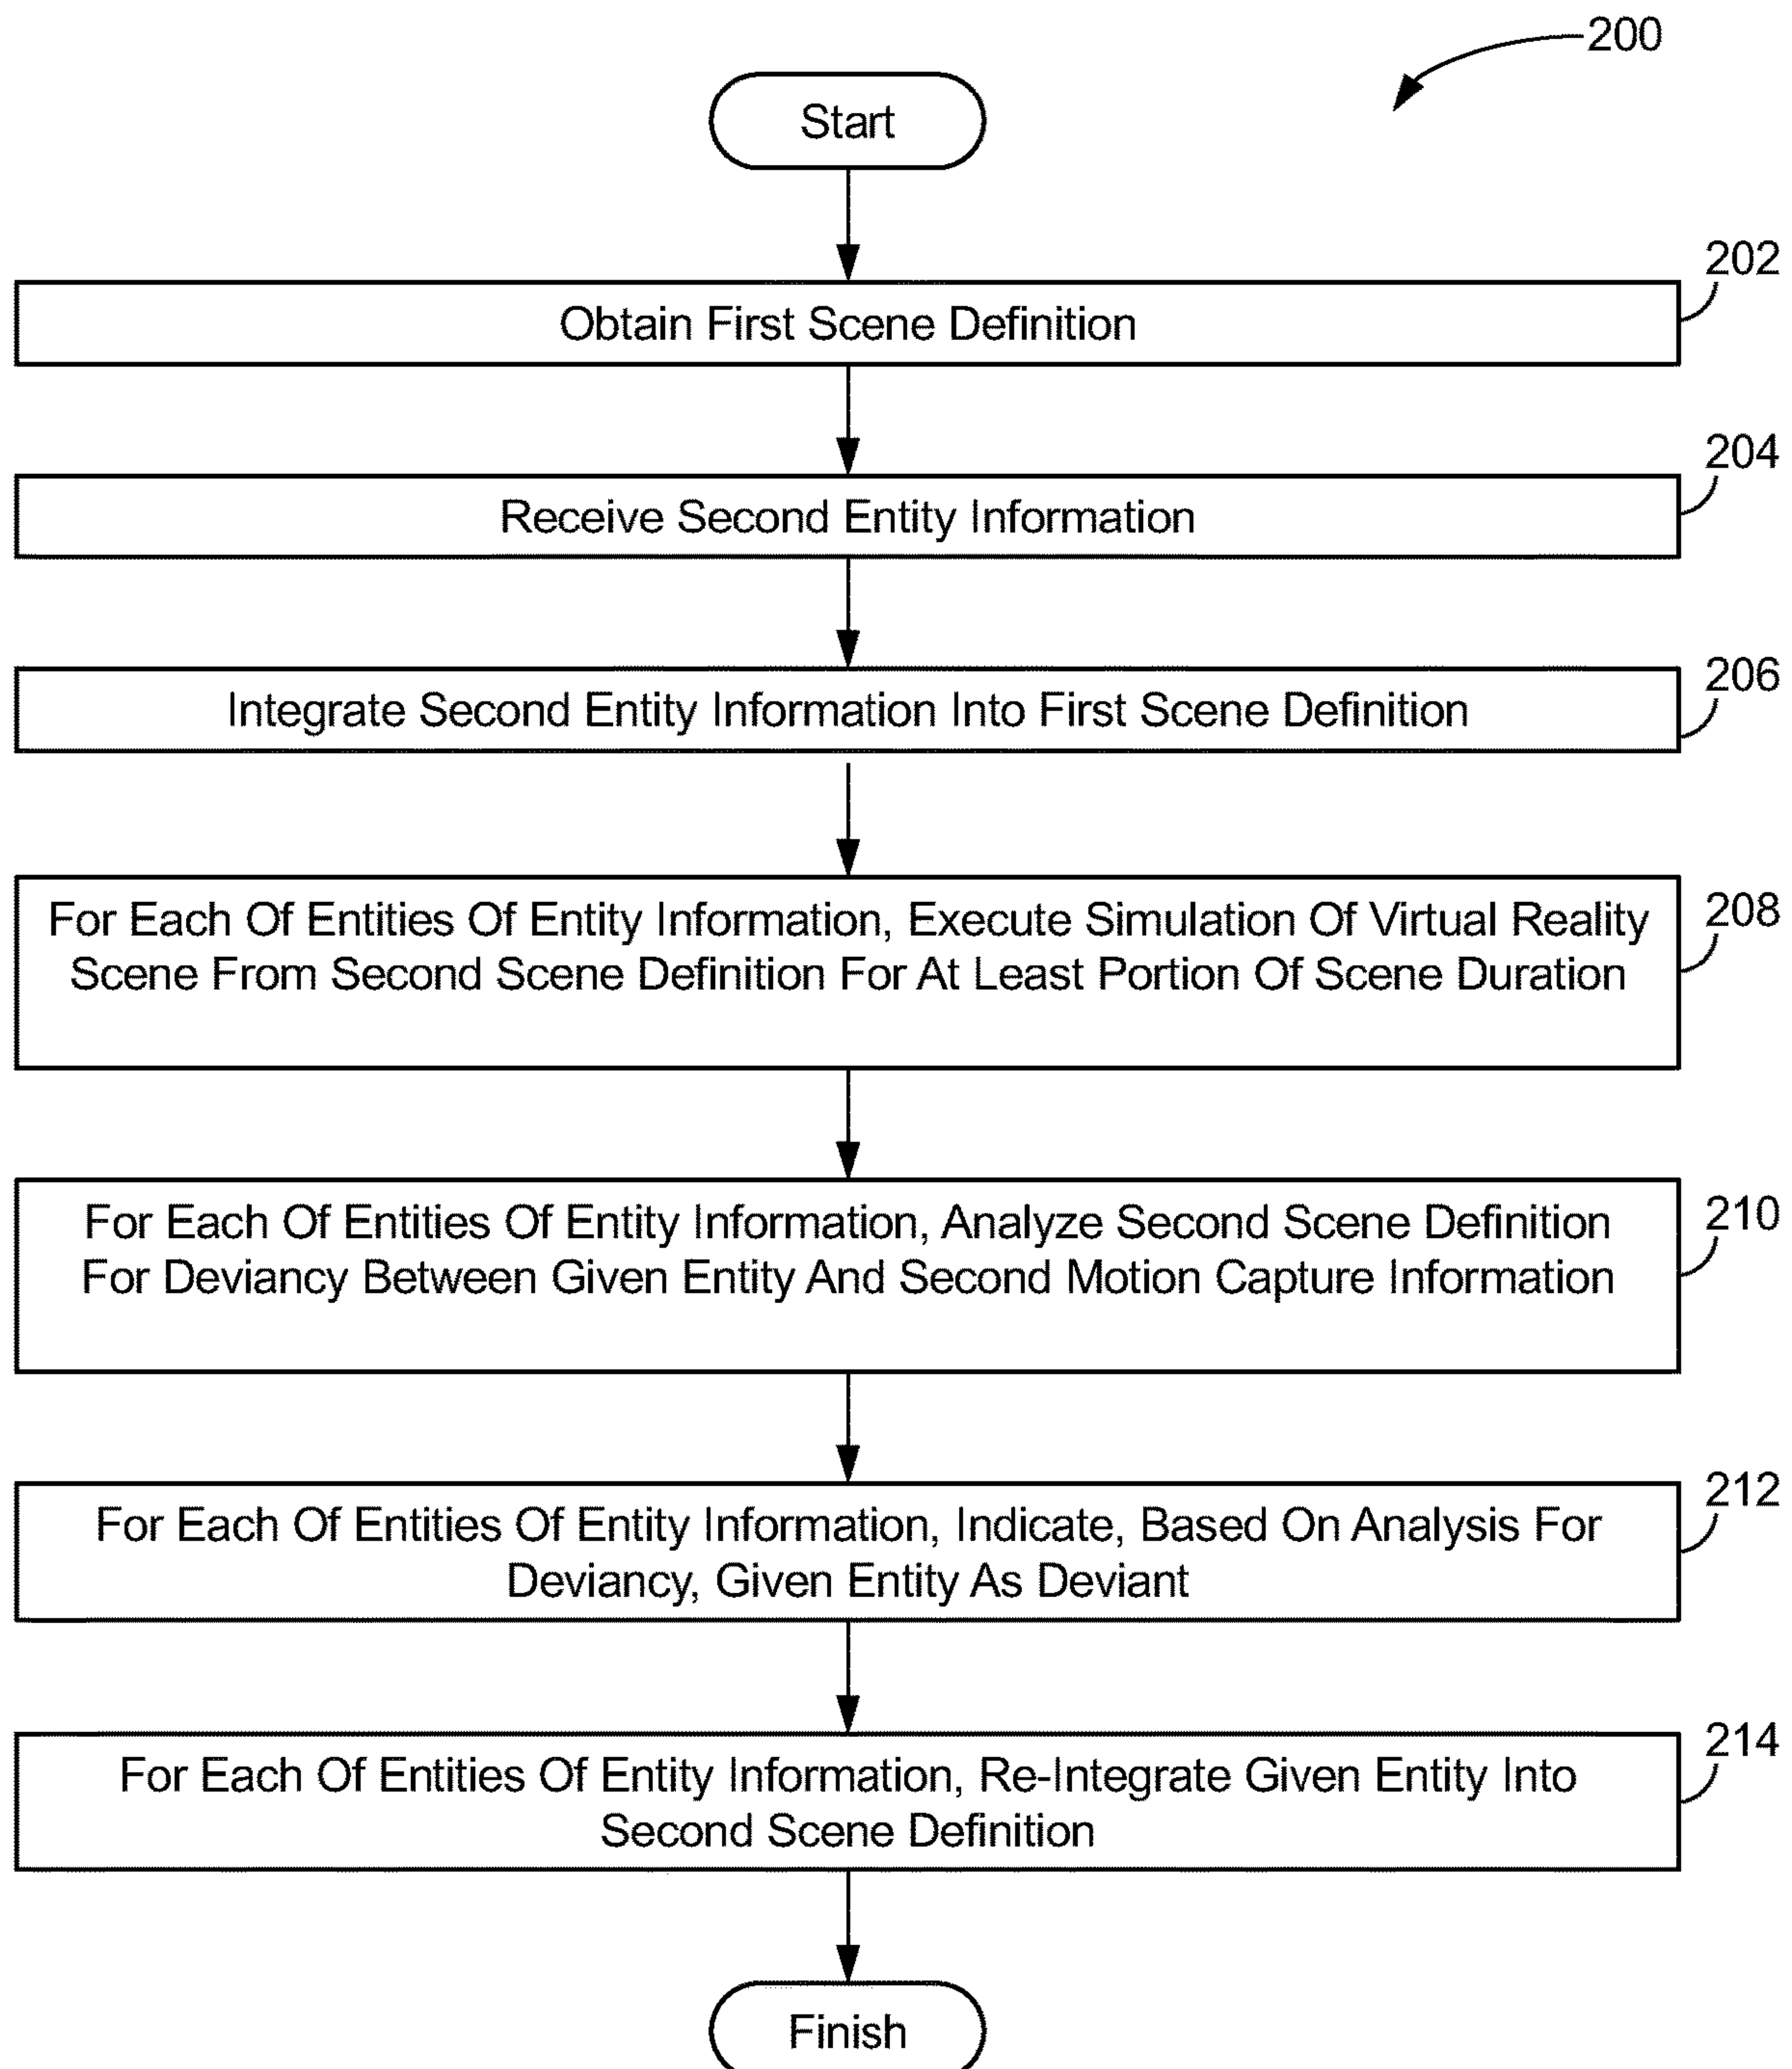 200
Start
202
Obtain First Scene Definition
204
Receive Second Entity Information
206
Integrate Second Entity Information Into First Scene Definition
208
For Each Of Entities Of Entity Information, Execute Simulation Of Virtual Reality
Scene From Second Scene Definition For At Least Portion Of Scene Duration
210
For Each Of Entities Of Entity Information, Analyze Second Scene Definition
For Deviancy Between Given Entity And Second Motion Capture Information
212
For Each Of Entities Of Entity Information, Indicate, Based On Analysis For
Deviancy, Given Entity As Deviant
214
For Each Of Entities Of Entity Information, Re-Integrate Given Entity Into
Second Scene Definition
Finish